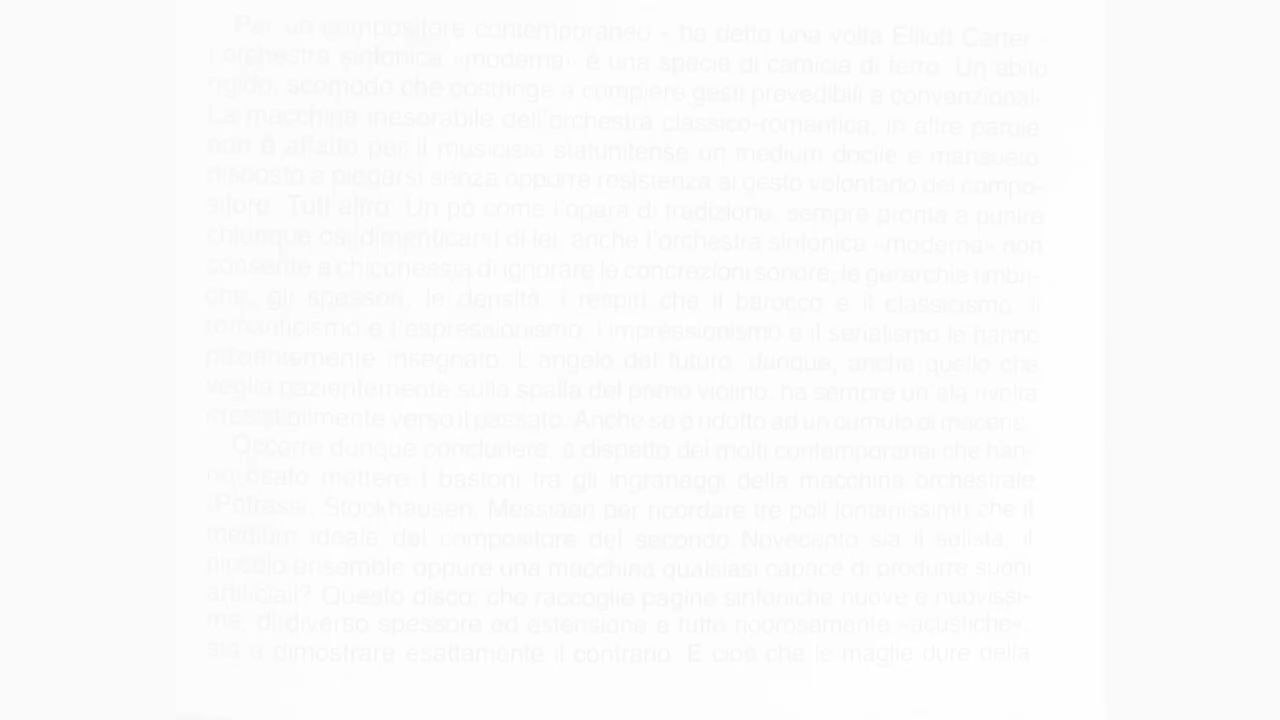 Per un compositore contemporaneo - ha detto una volta Elliott Carter -
l'orchestra sinfonica «moderna» è una specie di camicia di ferro. Un abito
rigido, scomodo che costringe a compiere gesti prevedibili e convenzionali.
La macchina inesorabile dell'orchestra classico-romantica, in altre parole
non è affatto per il musicista statunitense un medium docile e mansueto,
disposto a piegarsi senza opporre resistenza al gesto volontario del compo-
sitore. Tutt'altro. Un po' come l'opera di tradizione, sempre pronta a punire
chiunque osi dimenticarsi di lei, anche l'orchestra sinfonica «moderna» non
consente a chicchessia di ignorare le concrezioni sonore, le gerarchie timbri-
che, gli spessori, le densità, i respiri che il barocco e il classicismo, il
romanticismo e l'espressionismo, l'impressionismo e il serialismo le hanno
pazientemente insegnato. L'angelo del futuro, dunque, anche quello che
veglia pazientemente sulla spalla del primo violino, ha sempre un'ala rivolta
irresistibilmente verso il passato. Anche se è ridotto ad un cumulo di macerie.
Occorre dunque concludere, a dispetto dei molti contemporanei che han-
no osato mettere i bastoni tra gli ingranaggi della macchina orchestrale
(Petrassi, Stockhausen, Messiaen per ricordare tre poli lontanissimi) che il
medium ideale del compositore del secondo Novecento sia il solista, il
piccolo ensemble oppure una macchina qualsiasi capace di produrre suoni
artificiali? Questo disco, che raccoglie pagine sinfoniche nuove e nuovissi-
me, di diverso spessore ed estensione e tutte rigorosamente «acustiche»,
sta a dimostrare esattamente il contrario. E cioè che le maglie dure della